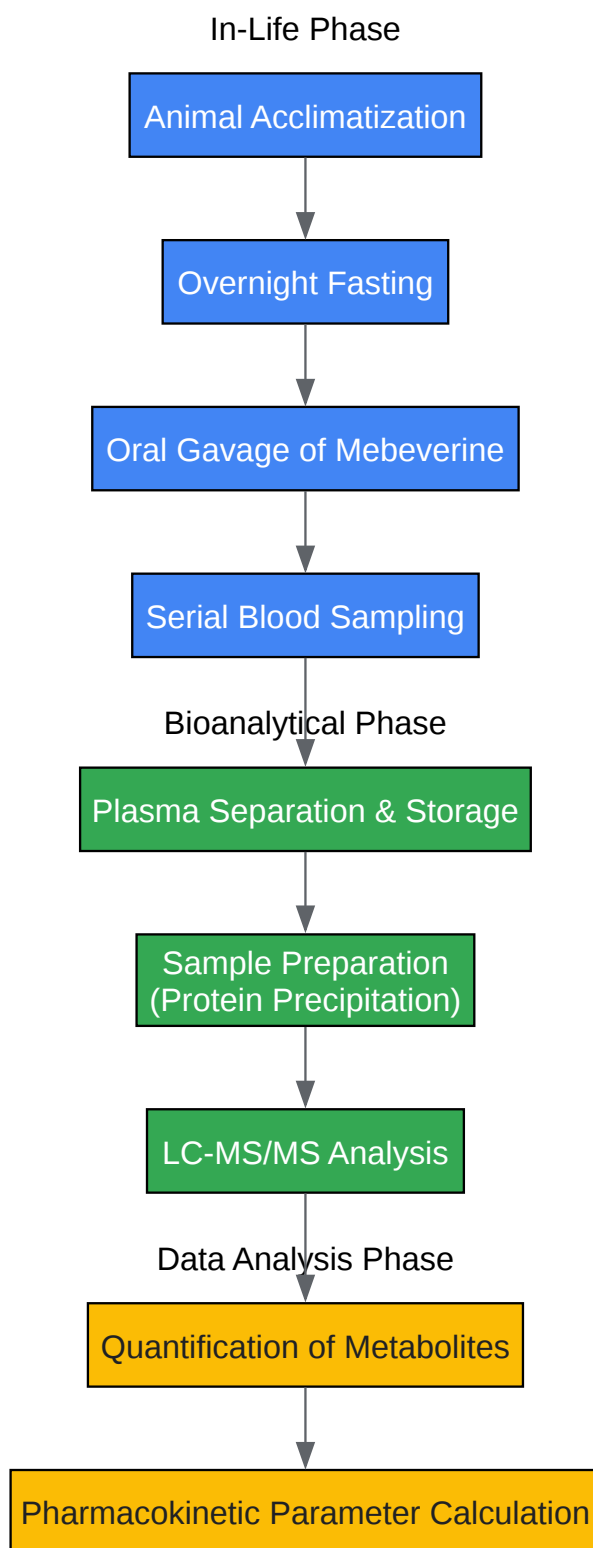 In-Life Phase
Animal Acclimatization
Overnight Fasting
Oral Gavage of Mebeverine
Serial Blood Sampling
Bioanalytical Phase
Plasma Separation & Storage
Sample Preparation
(Protein Precipitation)
LC-MS/MS Analysis
Data Analysis Phase
Quantification of Metabolites
Pharmacokinetic Parameter Calculation